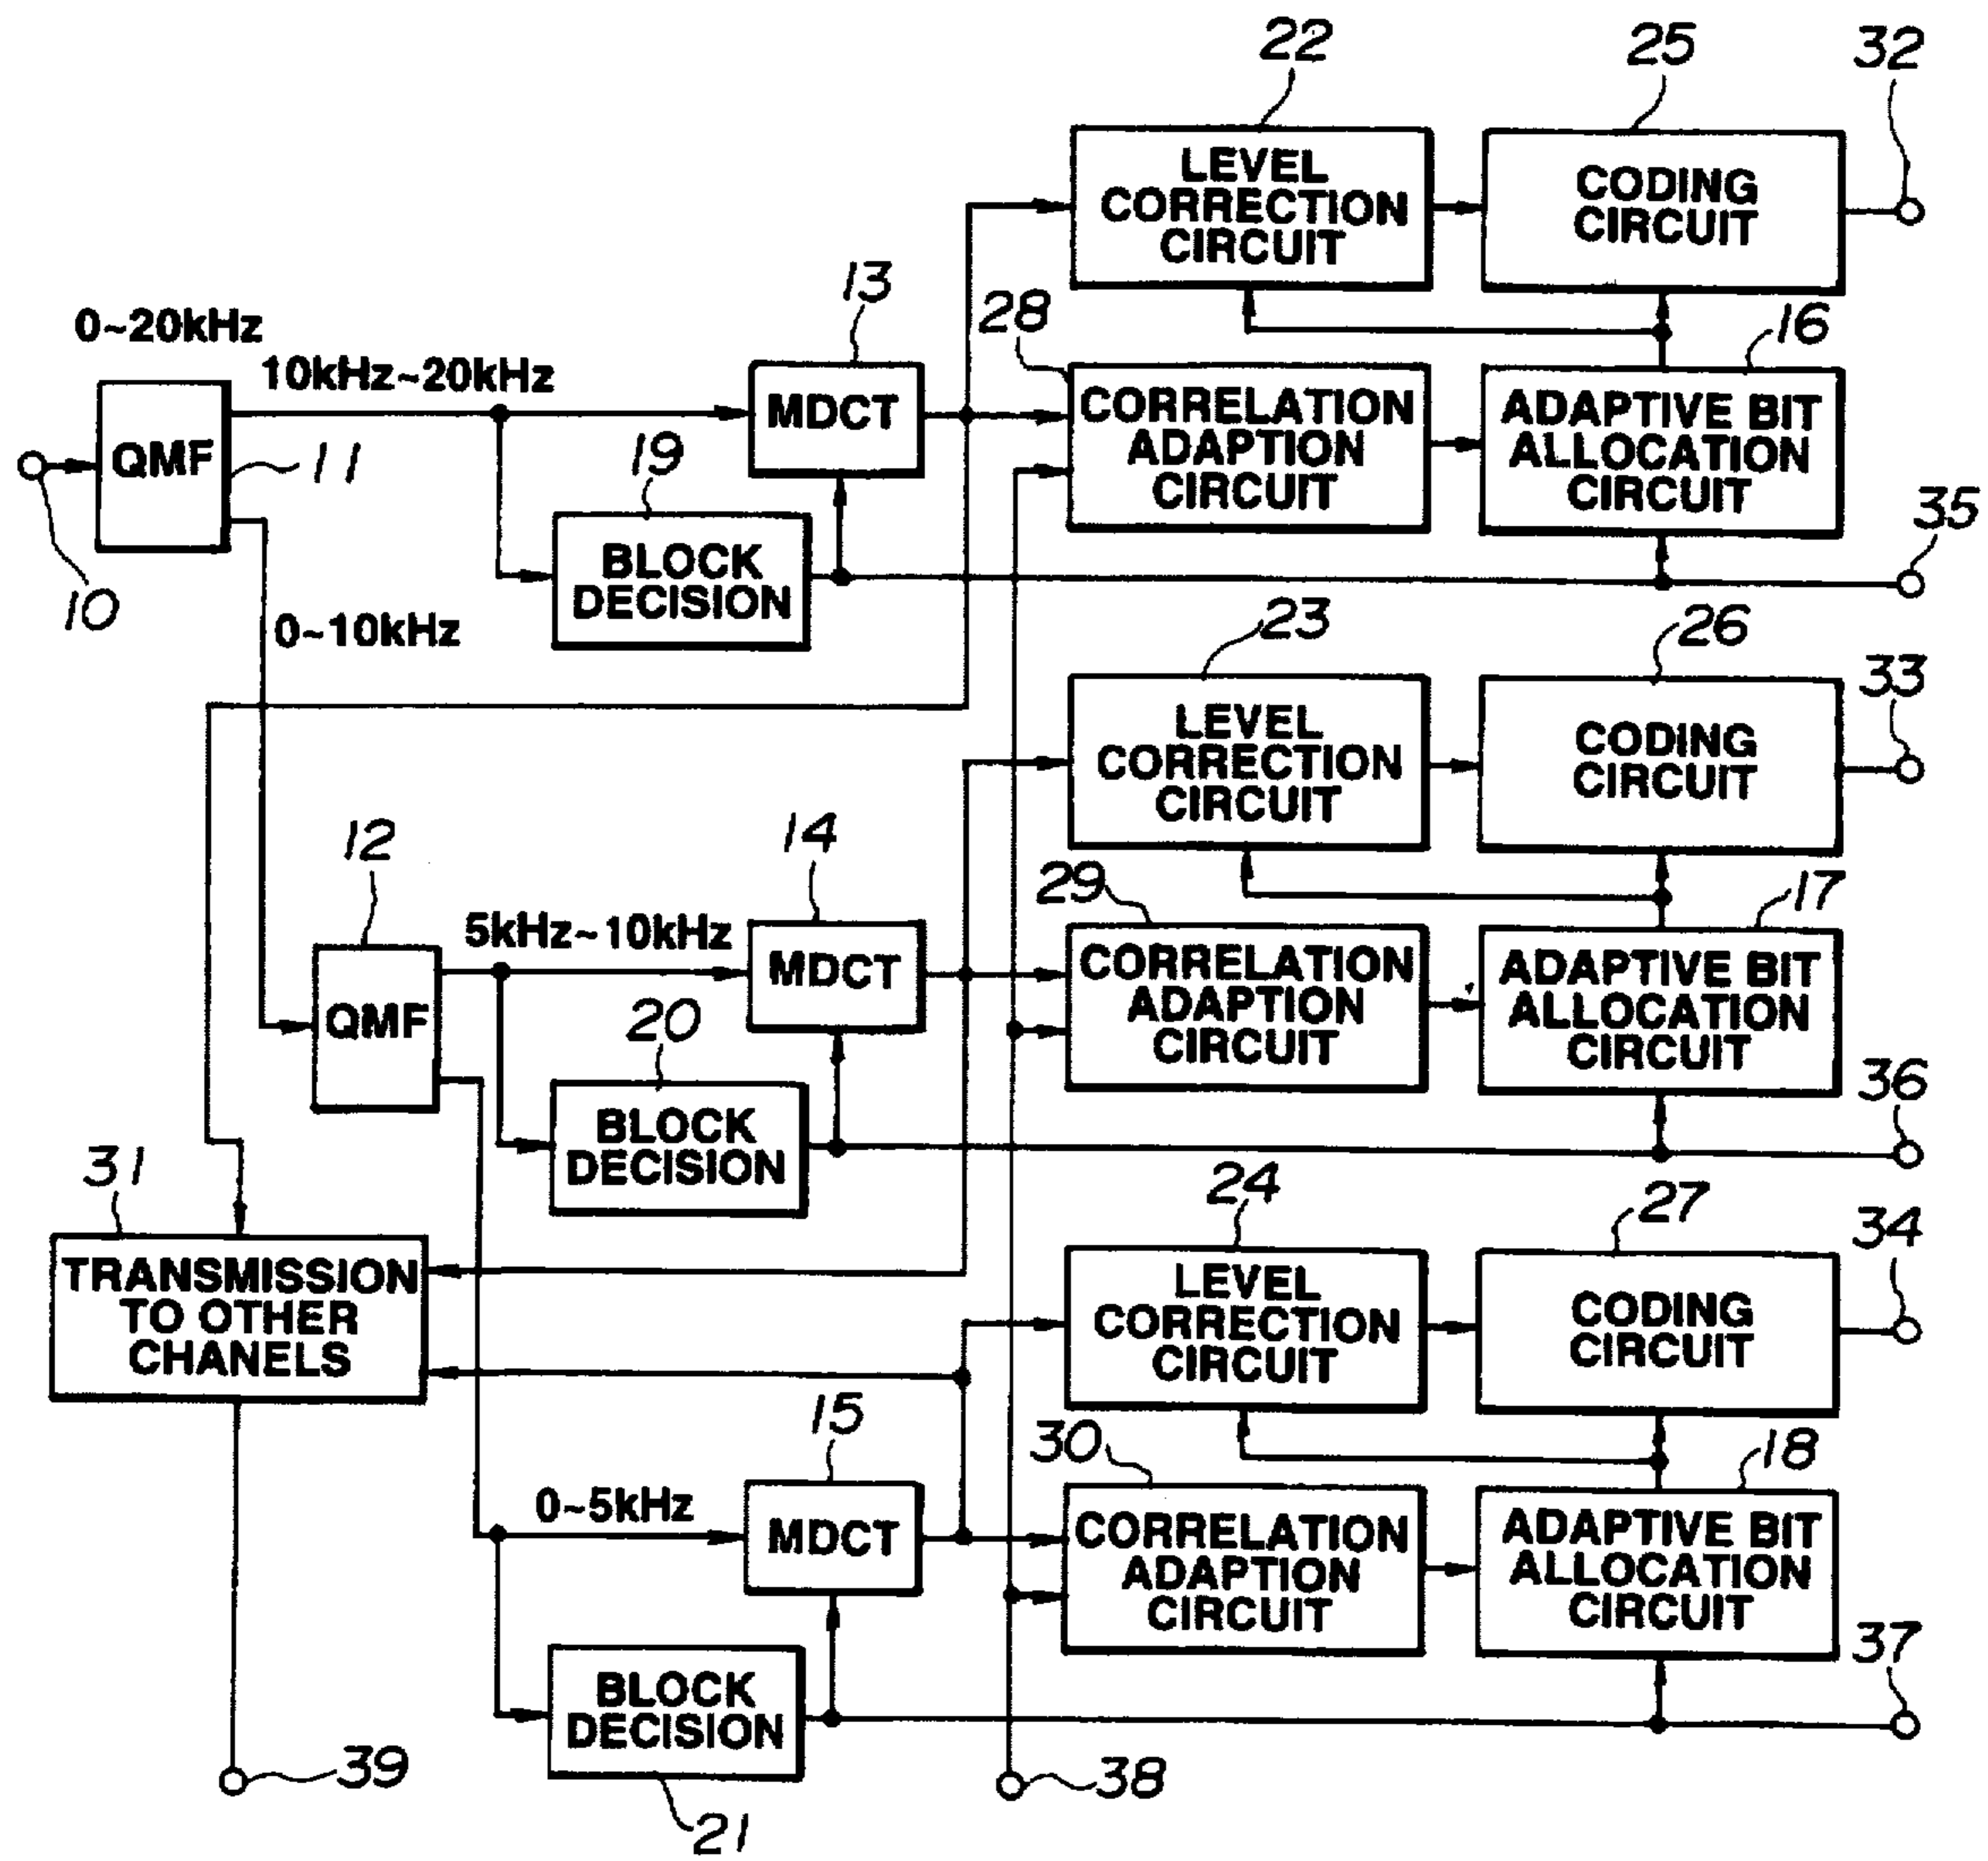 22
25
32
LEVEL
CORRECTION
CIRCUIT
CODING
CIRCUIT
13
28
16
0~20kHz
10kHz~20kHz
QMF
11
MDCT
CORRELATION
ADAPTION
CIRCUIT
ADAPTIVE BIT
ALLOCATION
CIRCUIT
19
35
10
BLOCK
DECISION
0~10kHz
23
26
33
LEVEL
CORRECTION
CIRCUIT
CODING
CIRCUIT
12
14
29
17
5kHz~10kHz
QMF
MDCT
CORRELATION
ADAPTION
CIRCUIT
ADAPTIVE BIT
ALLOCATION
CIRCUIT
20
36
BLOCK
DECISION
31
24
27
34
TRANSMISSION
TO OTHER
CHANELS
LEVEL
CORRECTION
CIRCUIT
CODING
CIRCUIT
15
30
18
0~5kHz
MDCT
CORRELATION
ADAPTION
CIRCUIT
ADAPTIVE BIT
ALLOCATION
CIRCUIT
37
BLOCK
DECISION
39
38
21